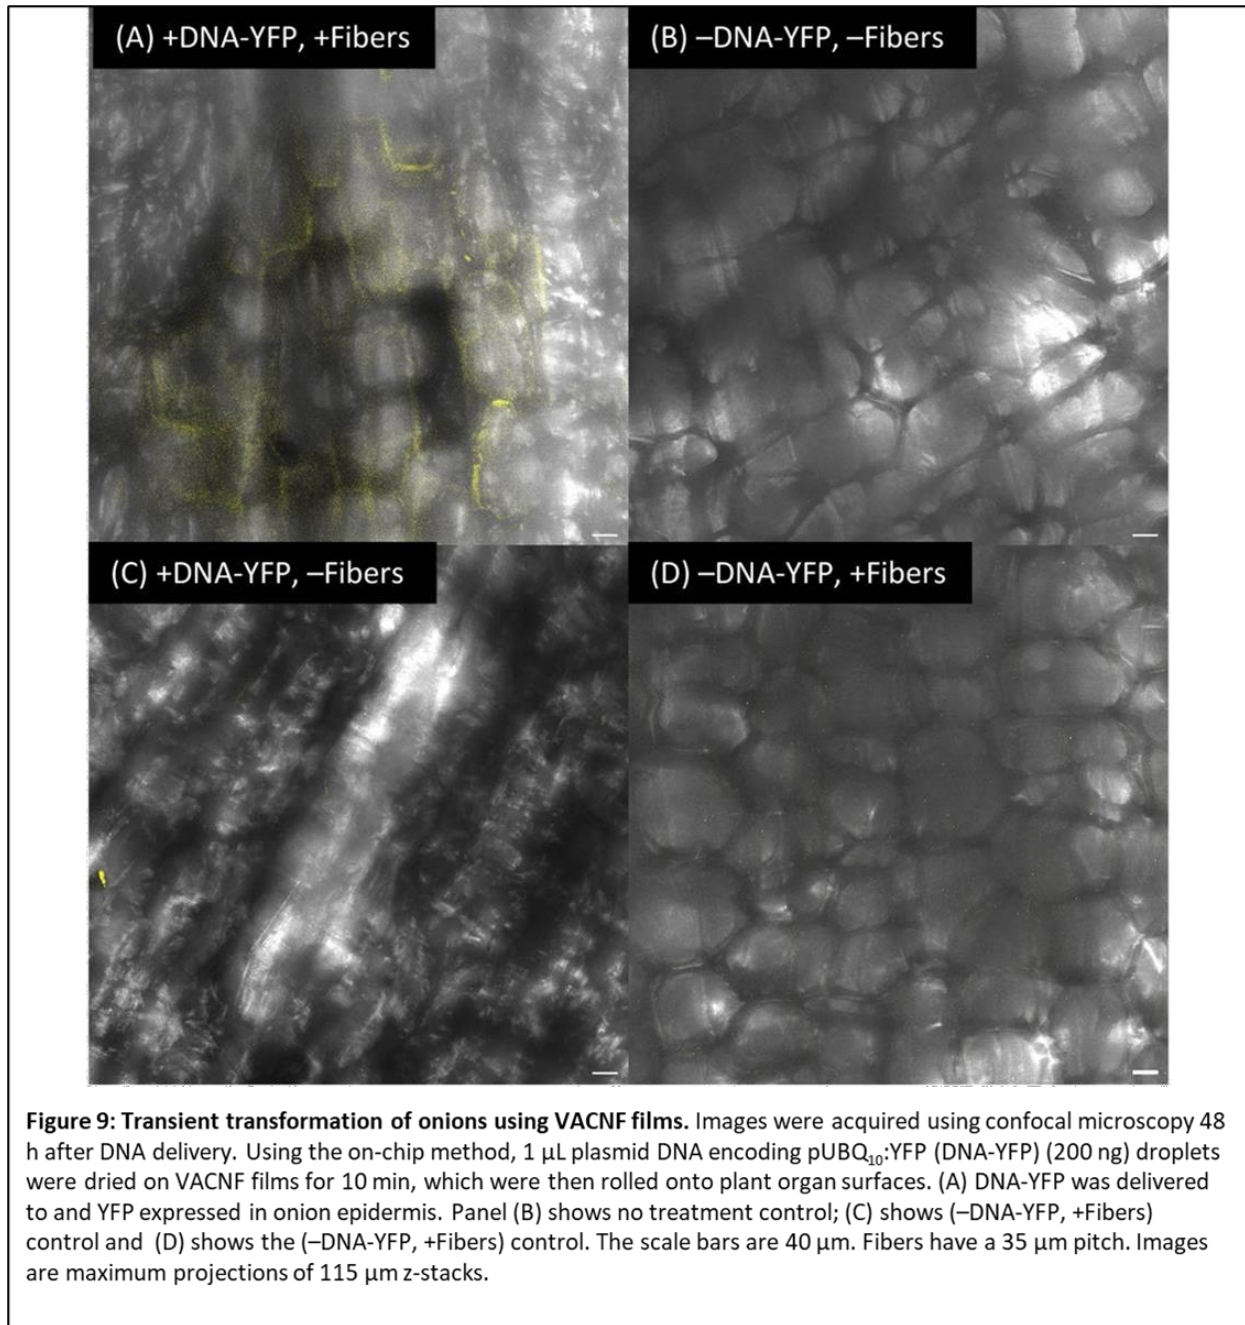 (A) +DNA-YFP, +Fibers
(B) –DNA-YFP, –Fibers
(C) +DNA-YFP, –Fibers
(D) –DNA-YFP, +Fibers
Figure 9: Transient transformation of onions using VACNF films. Images were acquired using confocal microscopy 48
h after DNA delivery. Using the on-chip method, 1 µL plasmid DNA encoding pUBQ₁₀:YFP (DNA-YFP) (200 ng) droplets
were dried on VACNF films for 10 min, which were then rolled onto plant organ surfaces. (A) DNA-YFP was delivered
to and YFP expressed in onion epidermis. Panel (B) shows no treatment control; (C) shows (–DNA-YFP, +Fibers)
control and (D) shows the (–DNA-YFP, +Fibers) control. The scale bars are 40 µm. Fibers have a 35 µm pitch. Images
are maximum projections of 115 µm z-stacks.